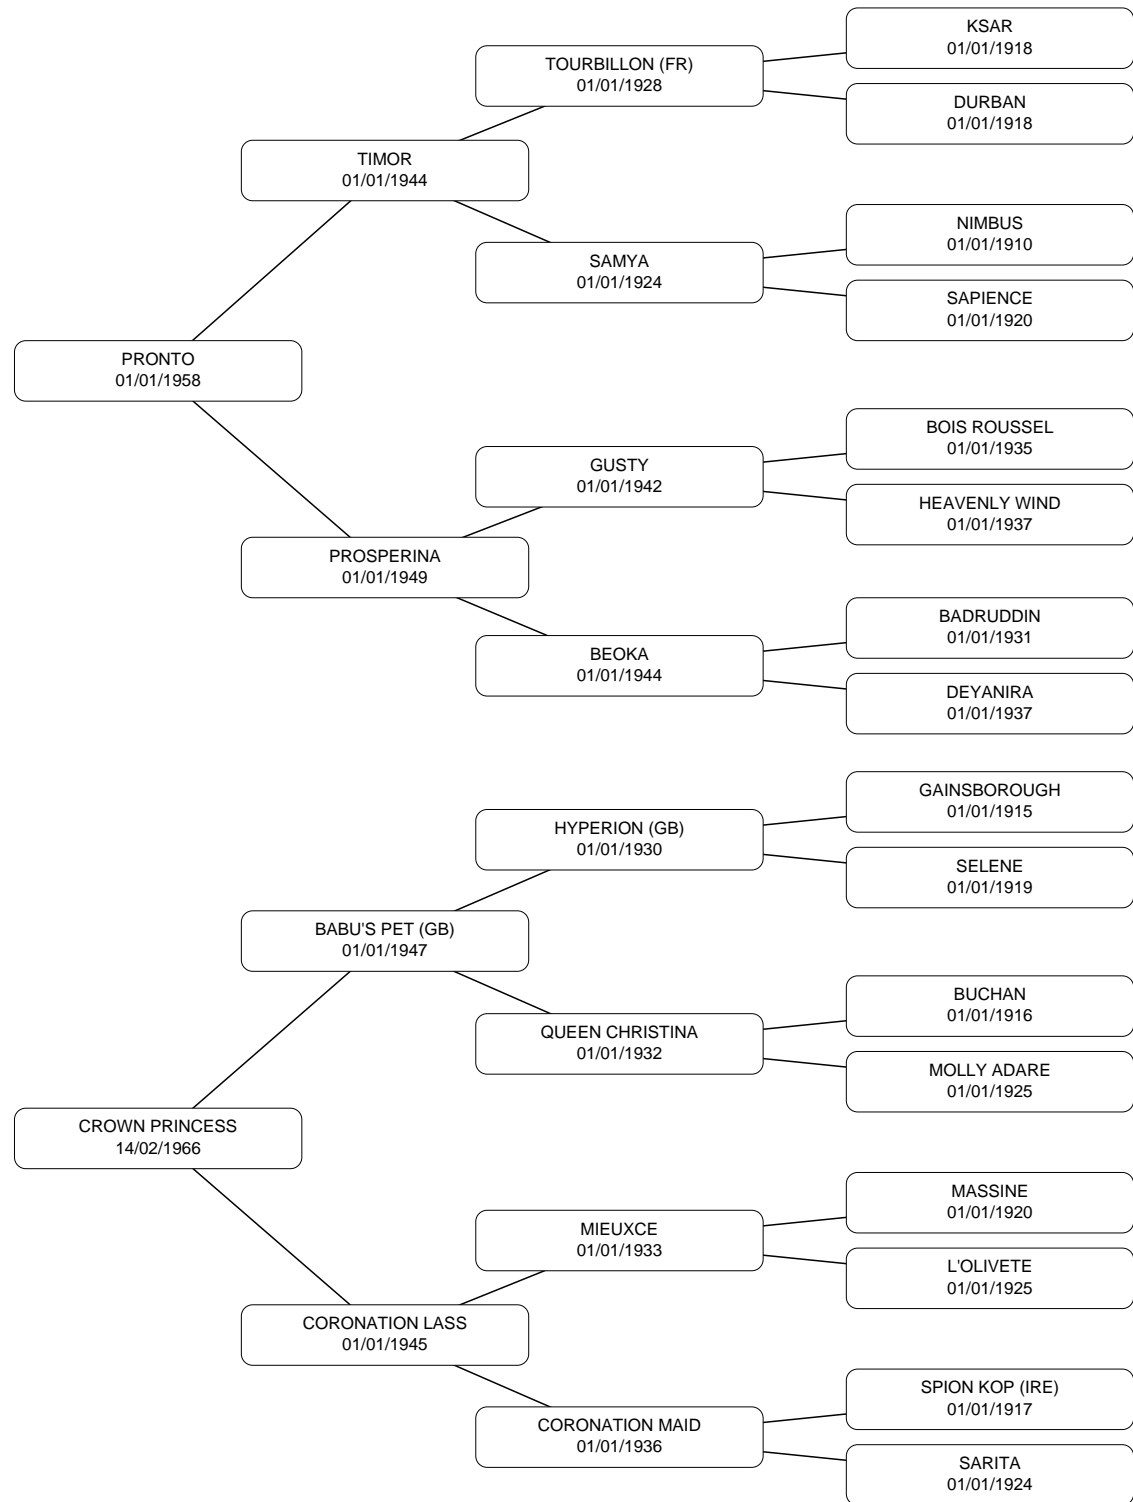 KSAR
01/01/1918
TOURBILLON (FR)
01/01/1928
DURBAN
01/01/1918
TIMOR
01/01/1944
NIMBUS
01/01/1910
SAMYA
01/01/1924
SAPIENCE
01/01/1920
PRONTO
01/01/1958
BOIS ROUSSEL
01/01/1935
GUSTY
01/01/1942
HEAVENLY WIND
01/01/1937
PROSPERINA
01/01/1949
BADRUDDIN
01/01/1931
BEOKA
01/01/1944
DEYANIRA
01/01/1937
GAINSBOROUGH
01/01/1915
HYPERION (GB)
01/01/1930
SELENE
01/01/1919
BABU'S PET (GB)
01/01/1947
BUCHAN
01/01/1916
QUEEN CHRISTINA
01/01/1932
MOLLY ADARE
01/01/1925
CROWN PRINCESS
14/02/1966
MASSINE
01/01/1920
MIEUXCE
01/01/1933
L'OLIVETE
01/01/1925
CORONATION LASS
01/01/1945
SPION KOP (IRE)
01/01/1917
CORONATION MAID
01/01/1936
SARITA
01/01/1924